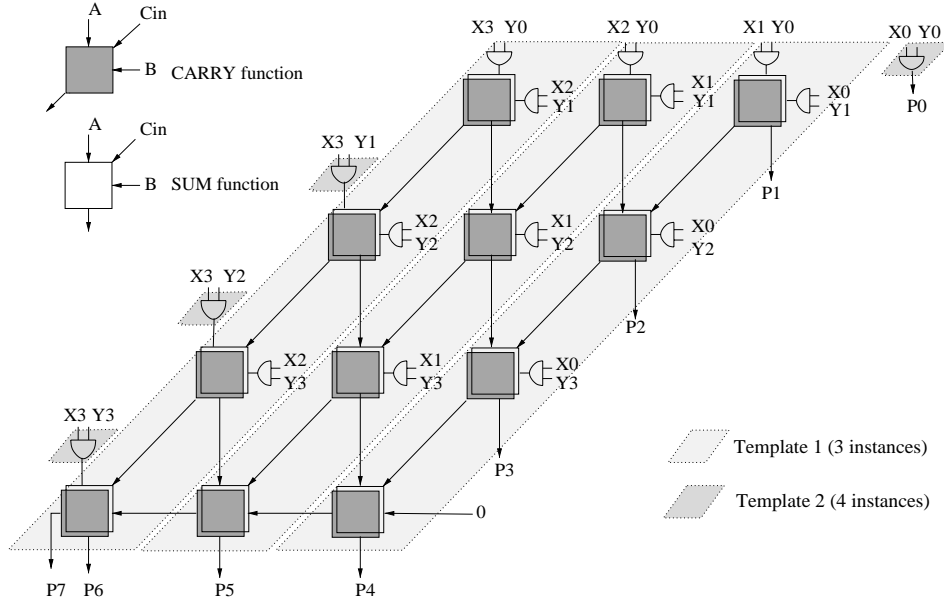 A
Cin
B
CARRY function
A
Cin
B
SUM function
X3 Y0
X2 Y0
X1 Y0
X0 Y0
P0
X2
Y1
X1
Y1
X0
Y1
P1
X3 Y1
X2
Y2
X1
Y2
X0
Y2
P2
X3 Y2
X2
Y3
X1
Y3
X0
Y3
P3
X3 Y3
0
P7
P6
P5
P4
Template 1 (3 instances)
Template 2 (4 instances)